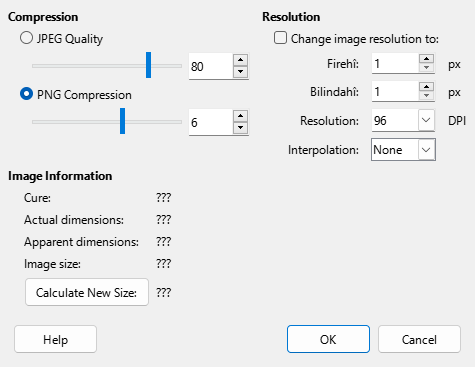 Compression
JPEG Quality
80
PNG Compression
6
Resolution
Change image resolution to:
Firehî: 1 px
Bilindahî: 1 px
Resolution: 96 DPI
Interpolation: None
Image Information
Cure: ???
Actual dimensions: ???
Apparent dimensions: ???
Image size: ???
Calculate New Size: ???
Help
OK
Cancel